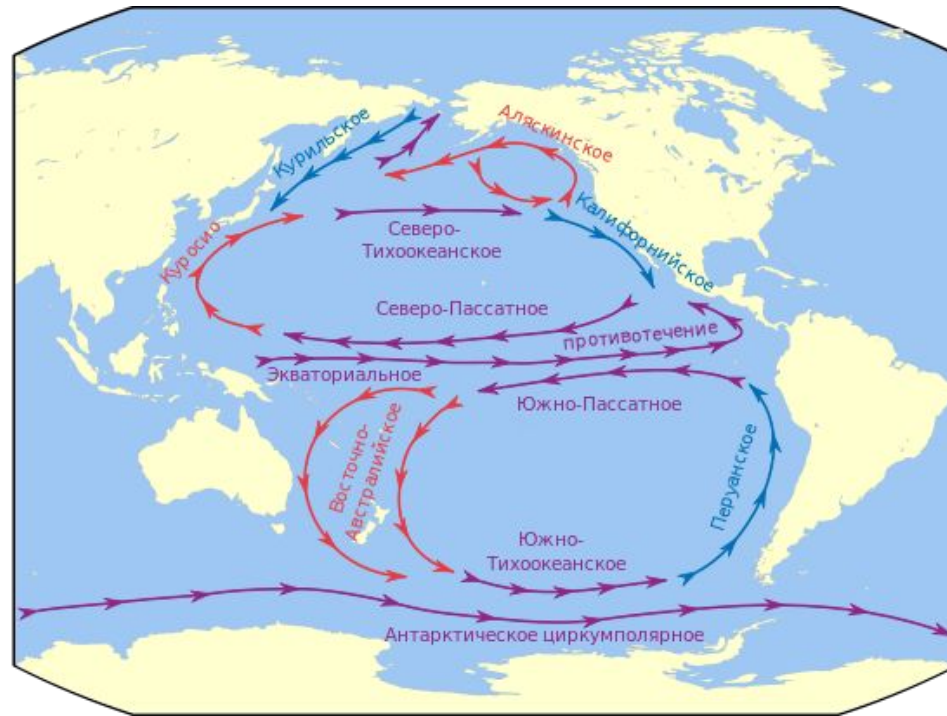 Аляскинское
Курильское
Калифорнийское
Куросио
Северо-
Тихоокеанское
Северо-Пассатное
противотечение
Экваториальное
Южно-Пассатное
Восточно-
Австралийское
Перуанское
Южно-
Тихоокеанское
Антарктическое циркумполярное